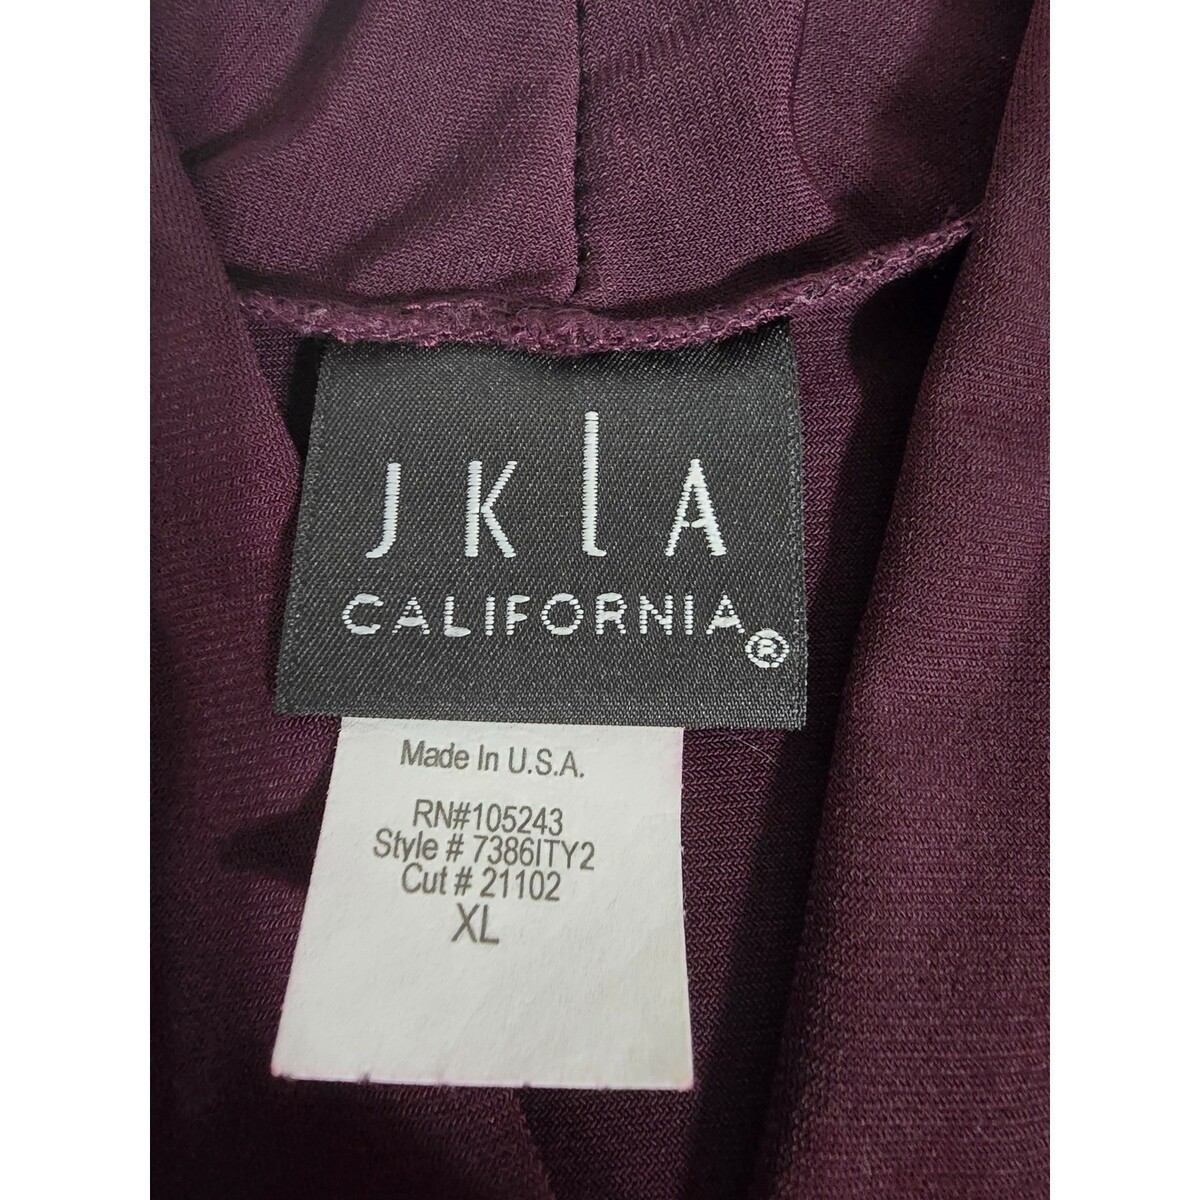 JKLA
CALIFORNIA®
Made In U.S.A.
RN#105243
Style # 7386ITY2
Cut # 21102
XL